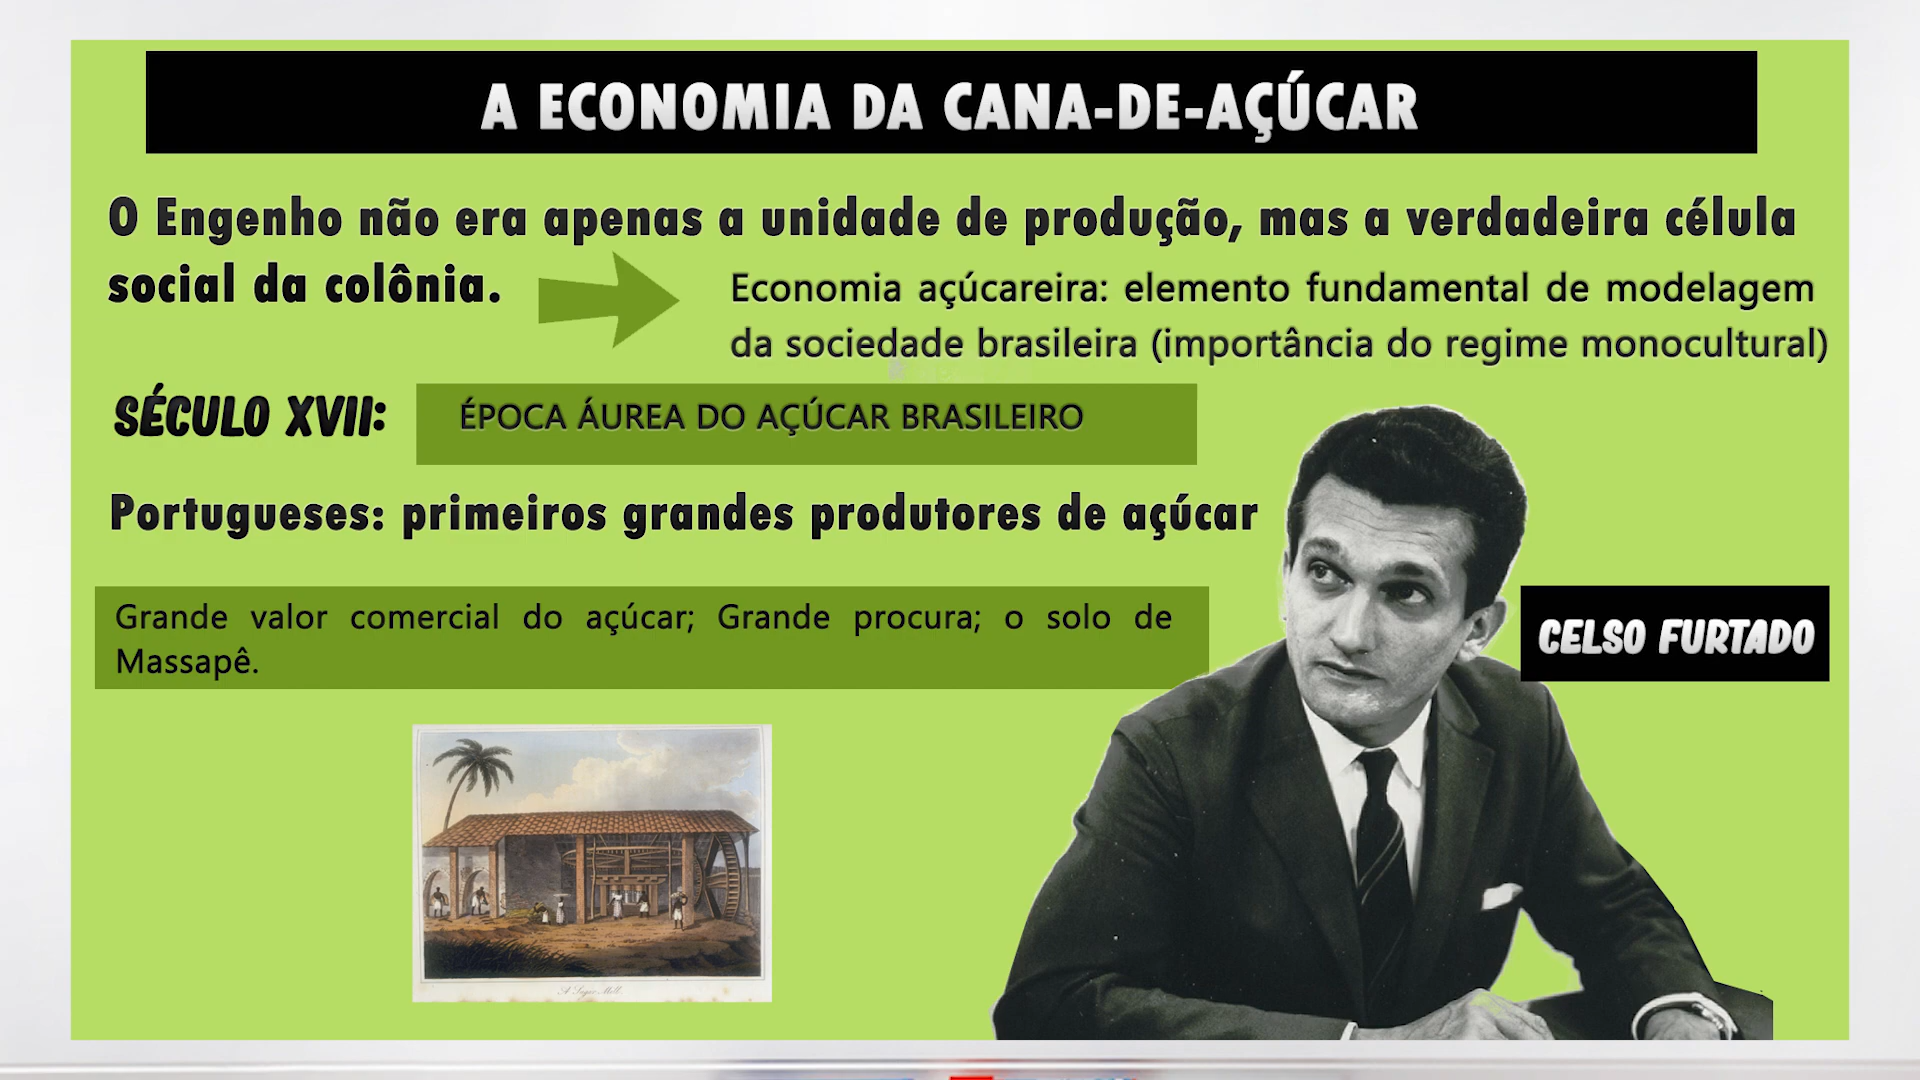 A ECONOMIA DA CANA-DE-AÇÚCAR
O Engenho não era apenas a unidade de produção, mas a verdadeira célula
social da colônia.
Economia açúcareira: elemento fundamental de modelagem
da sociedade brasileira (importância do regime monocultural)
SÉCULO XVII:
ÉPOCA ÁUREA DO AÇÚCAR BRASILEIRO
Portugueses: primeiros grandes produtores de açúcar
Grande valor comercial do açúcar; Grande procura; o solo de
Massapê.
CELSO FURTADO
A Sugar Mill.